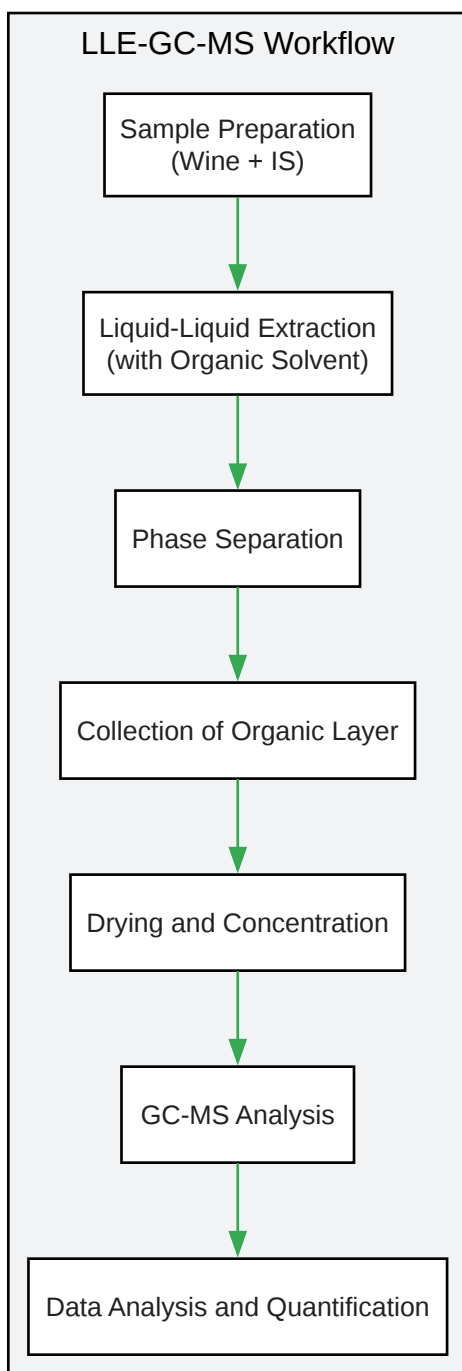 LLE-GC-MS Workflow
Sample Preparation
(Wine + IS)
Liquid-Liquid Extraction
(with Organic Solvent)
Phase Separation
Collection of Organic Layer
Drying and Concentration
GC-MS Analysis
Data Analysis and Quantification